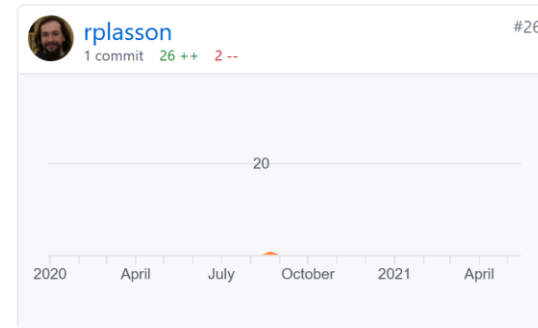 rplasson #26
1 commit 26 ++ 2 --
20
2020 April July October 2021 April